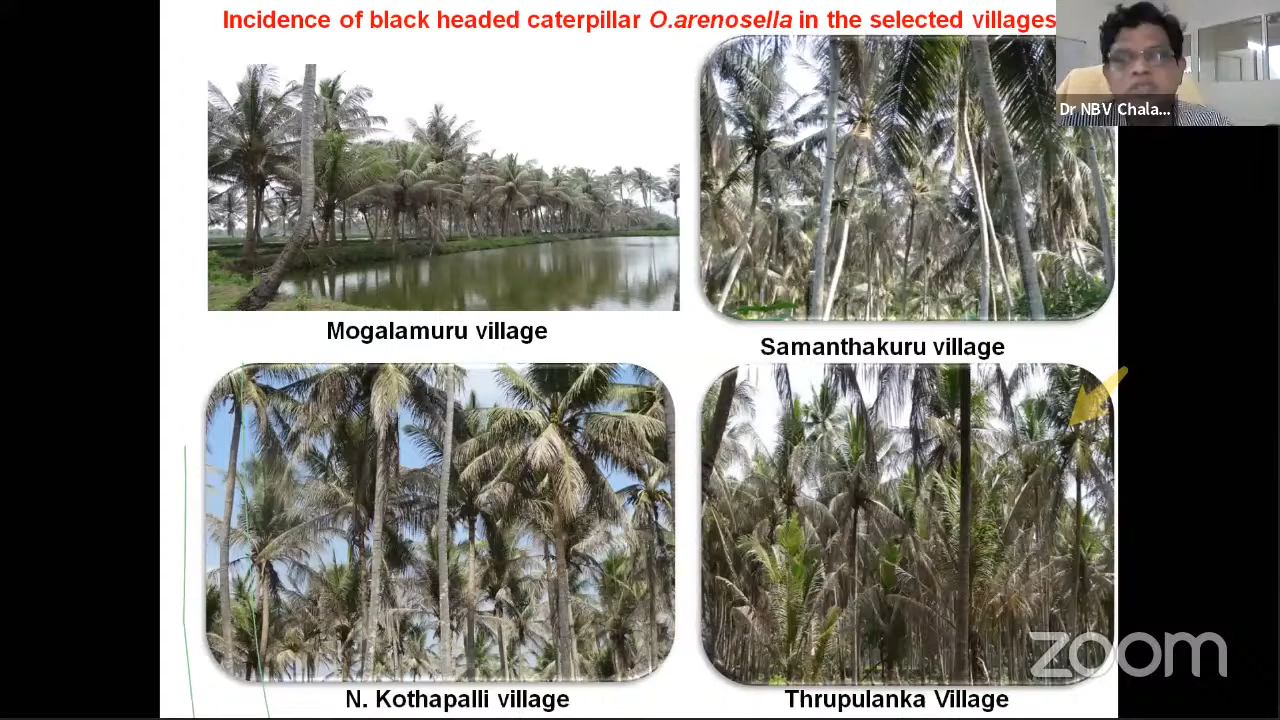 Incidence of black headed caterpillar O.arenosella in the selected villages
Dr NBV Chala...
Mogalamuru village
Samanthakuru village
N. Kothapalli village
Thrupulanka Village
zoom